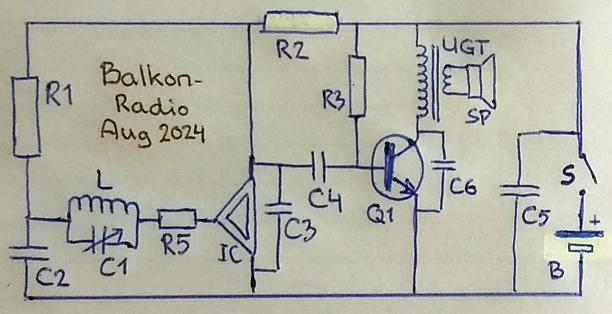 R2
ÜGT
R1
Balkon-
Radio
Aug 2024
R3
SP
L
C4
C6
S
Q1
C5
+
C1
R5
IC
C3
C2
B